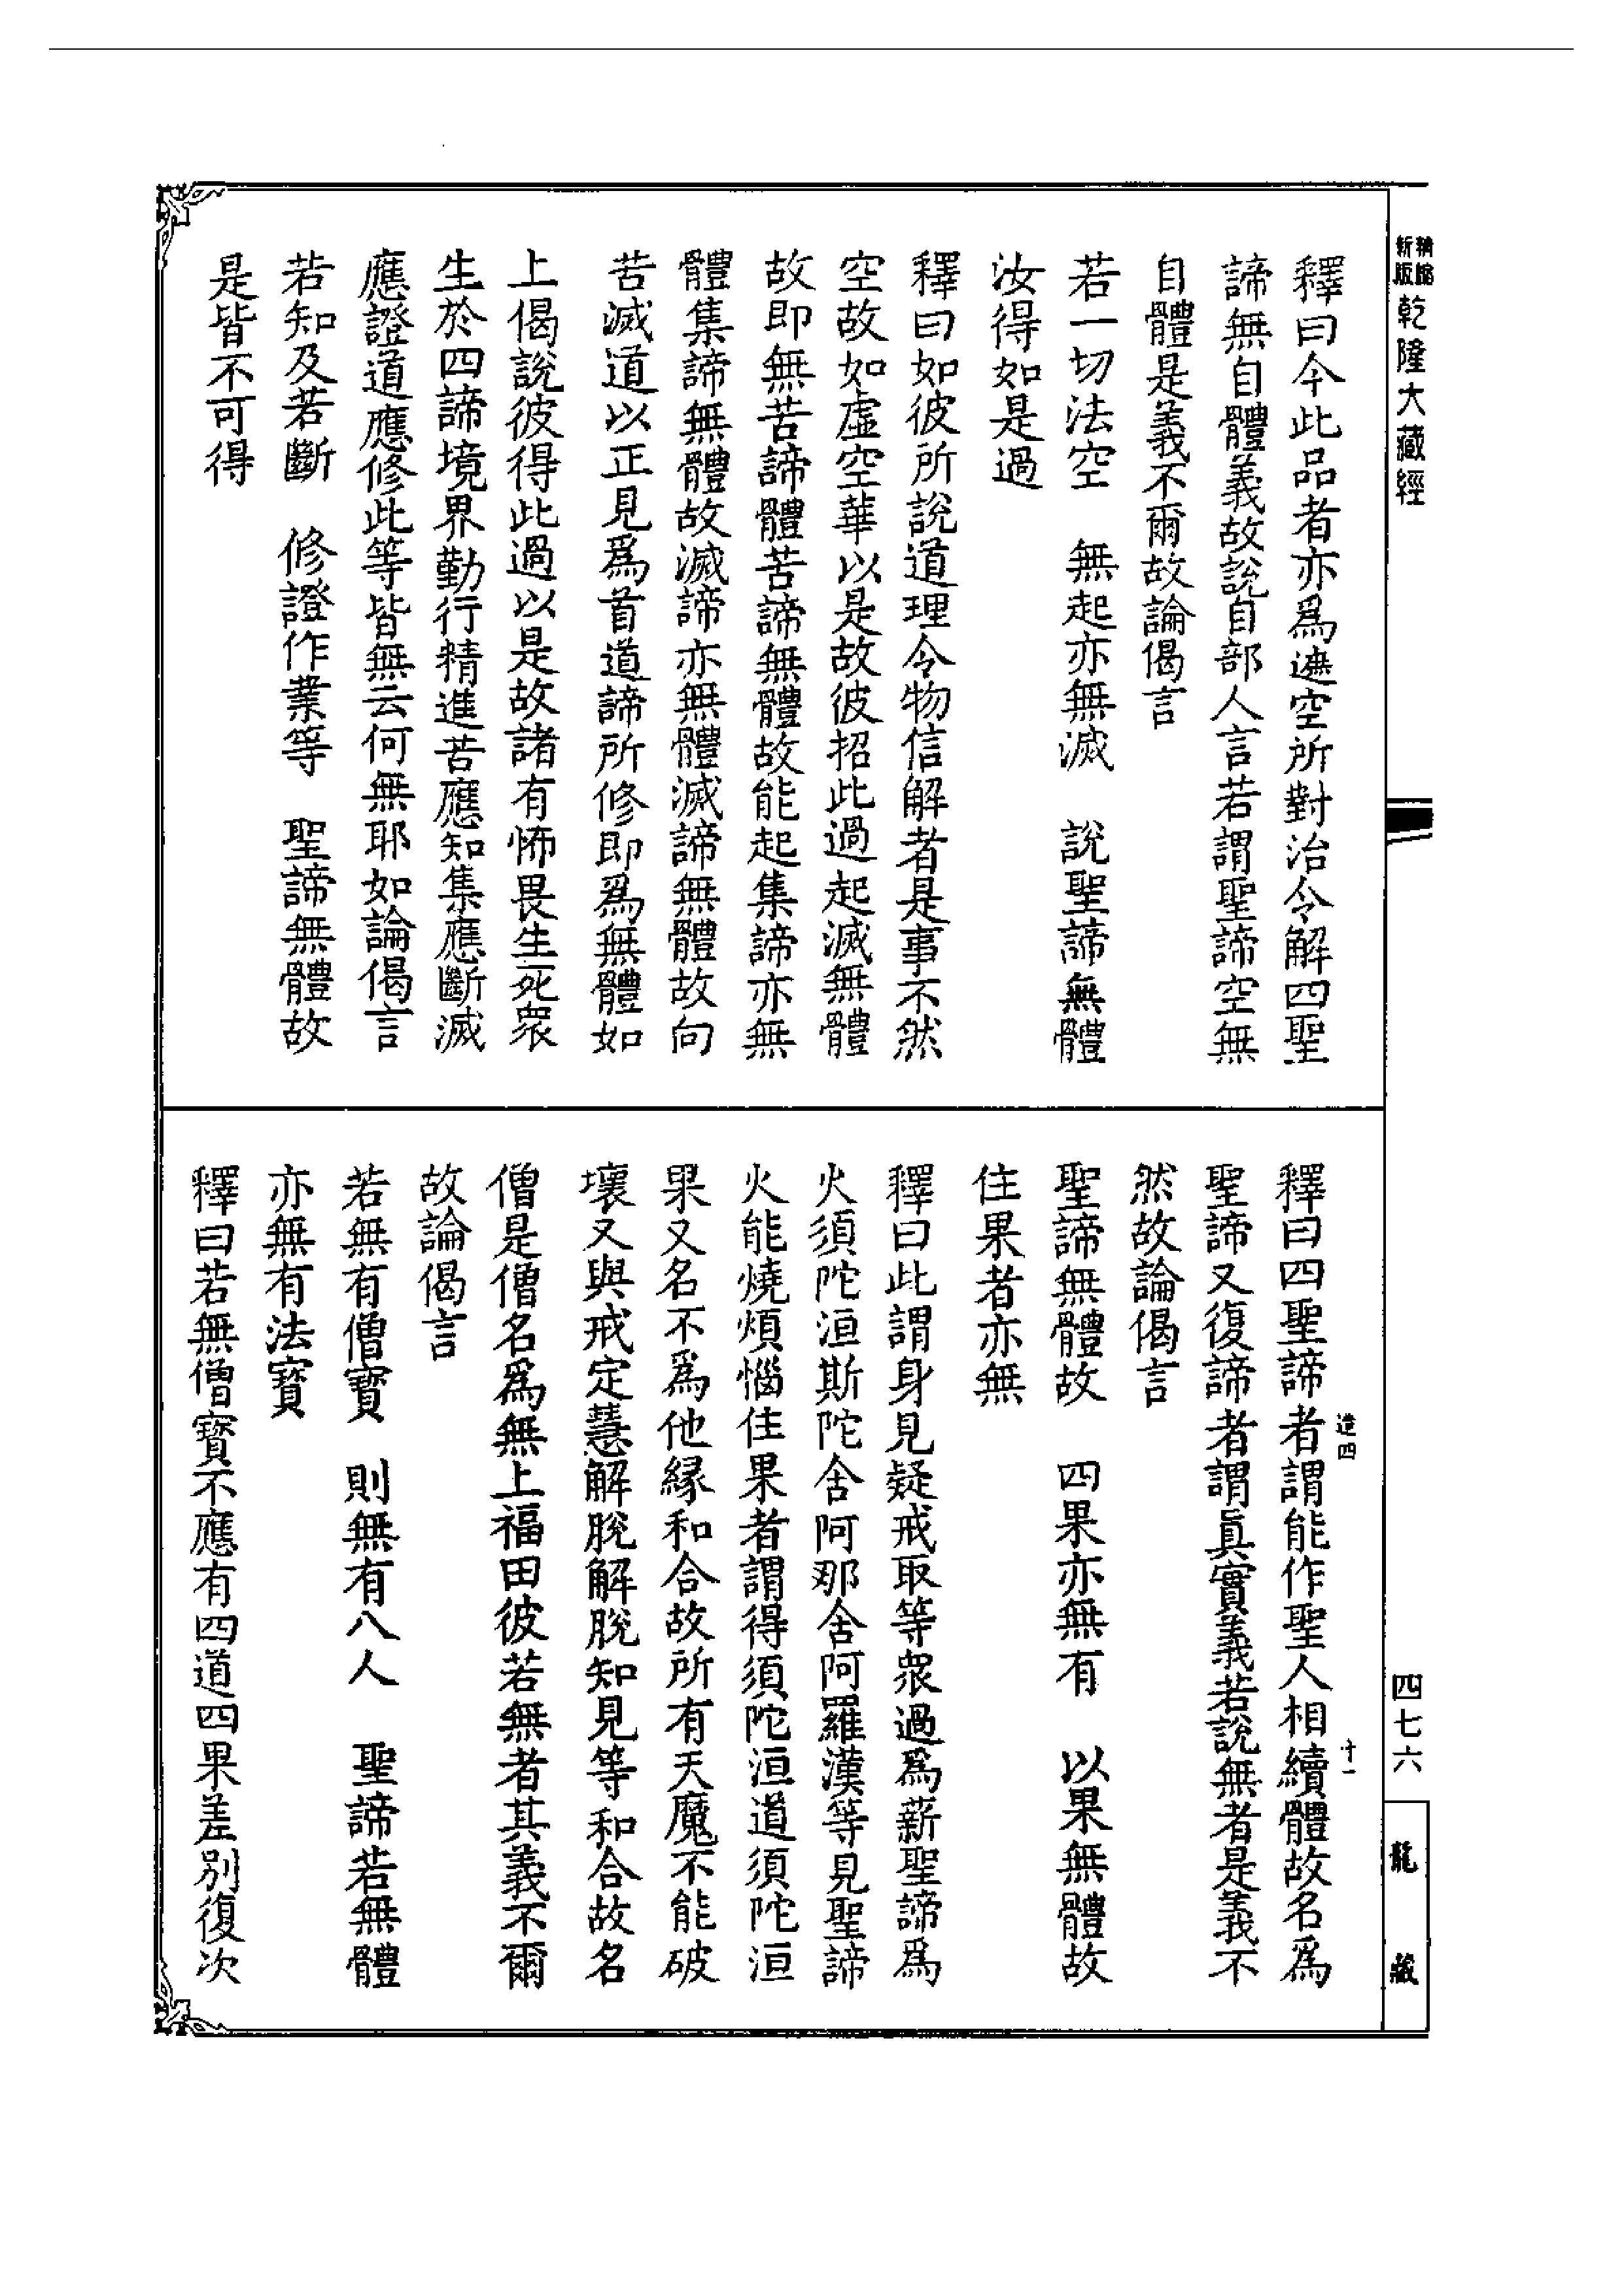 精縮新版乾隆大藏經
釋曰今此品者亦爲遮空所對治令解四聖
諦無自體義故說自部人言若謂聖諦空無
自體是義不爾故論偈言
若一切法空　無起亦無滅　說聖諦無體
汝得如是過
釋曰如彼所說道理令物信解者是事不然
空故如虛空華以是故彼招此過起滅無體
故即無苦諦體苦諦無體故能起集諦亦無
體集諦無體故滅諦亦無體滅諦無體故向
苦滅道以正見爲首道諦所修即爲無體如
上偈說彼得此過以是故諸有怖畏生死衆
生於四諦境界勤行精進苦應知集應斷滅
應證道應修此等皆無云何無耶如論偈言
若知及若斷　修證作業等　聖諦無體故
是皆不可得
造四
十一
釋曰四聖諦者謂能作聖人相續體故名爲
聖諦又復諦者謂眞實義若說無者是義不
然故論偈言
聖諦無體故　四果亦無有　以果無體故
住果者亦無
釋曰此謂身見疑戒取等衆過爲薪聖諦爲
火須陀洹斯陀含阿那含阿羅漢等見聖諦
火能燒煩惱住果者謂得須陀洹道須陀洹
果又名不爲他緣和合故所有天魔不能破
壞又與戒定慧解脫解脫知見等和合故名
僧是僧名爲無上福田彼若無者其義不爾
故論偈言
若無有僧寶　則無有八人　聖諦若無體
亦無有法寶
釋曰若無僧寶不應有四道四果差別復次
四七六
龍藏